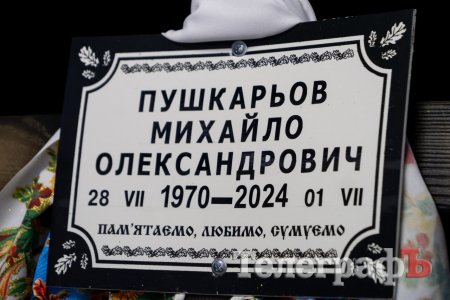 ПУШКАРЬОВ
МИХАЙЛО
ОЛЕКСАНДРОВИЧ
28 VII 1970—2024 01 VII
ПАМ'ЯТАЄМО, ЛЮБИМО, СУМУЄМО
ТелеграфЪ